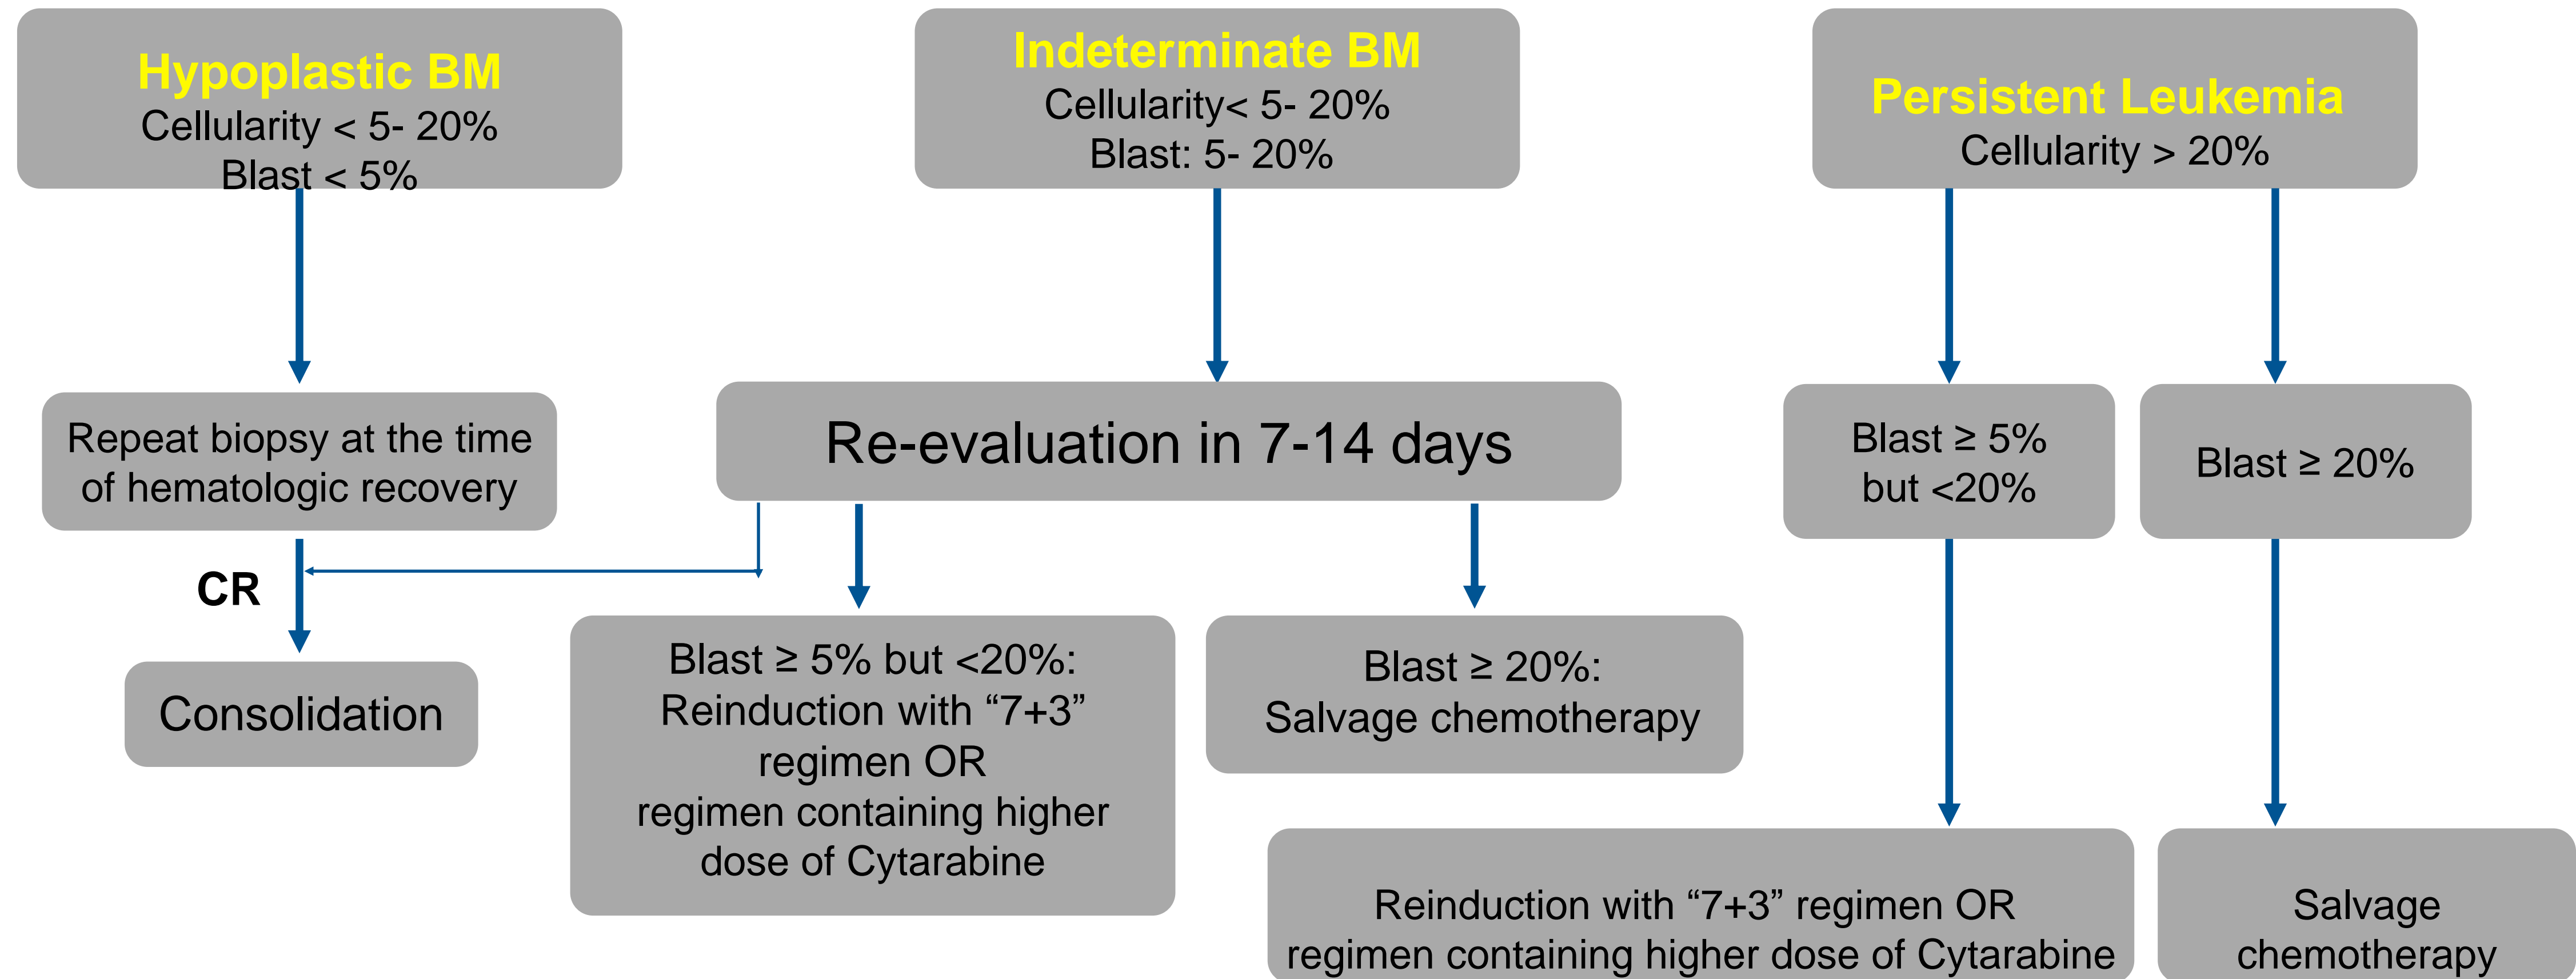 Hypoplastic BM
Cellularity < 5- 20%
Blast < 5%
Indeterminate BM
Cellularity< 5- 20%
Blast: 5- 20%
Persistent Leukemia
Cellularity > 20%
Repeat biopsy at the time
of hematologic recovery
Re-evaluation in 7-14 days
Blast ≥ 5%
but <20%
Blast ≥ 20%
CR
Consolidation
Blast ≥ 5% but <20%:
Reinduction with “7+3”
regimen OR
regimen containing higher
dose of Cytarabine
Blast ≥ 20%:
Salvage chemotherapy
Reinduction with “7+3” regimen OR
regimen containing higher dose of Cytarabine
Salvage
chemotherapy